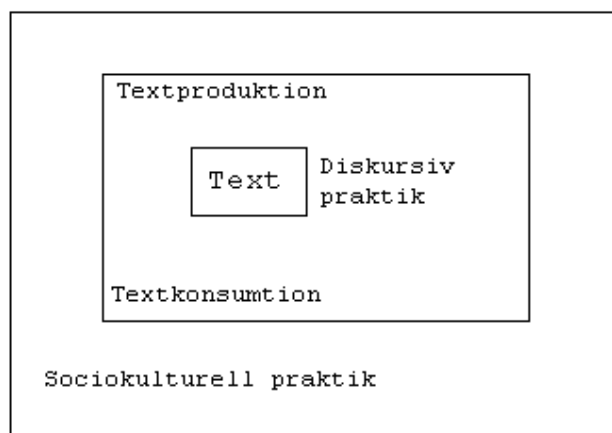 Textproduktion
Text
Diskursiv
praktik
Textkonsumtion
Sociokulturell praktik